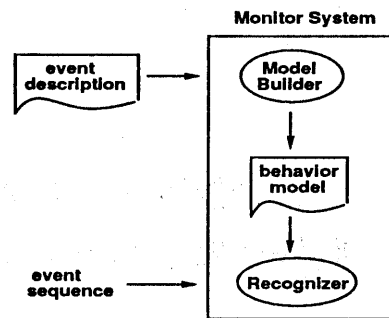 Monitor System
event
description
Model
Builder
behavior
model
event
sequence
Recognizer